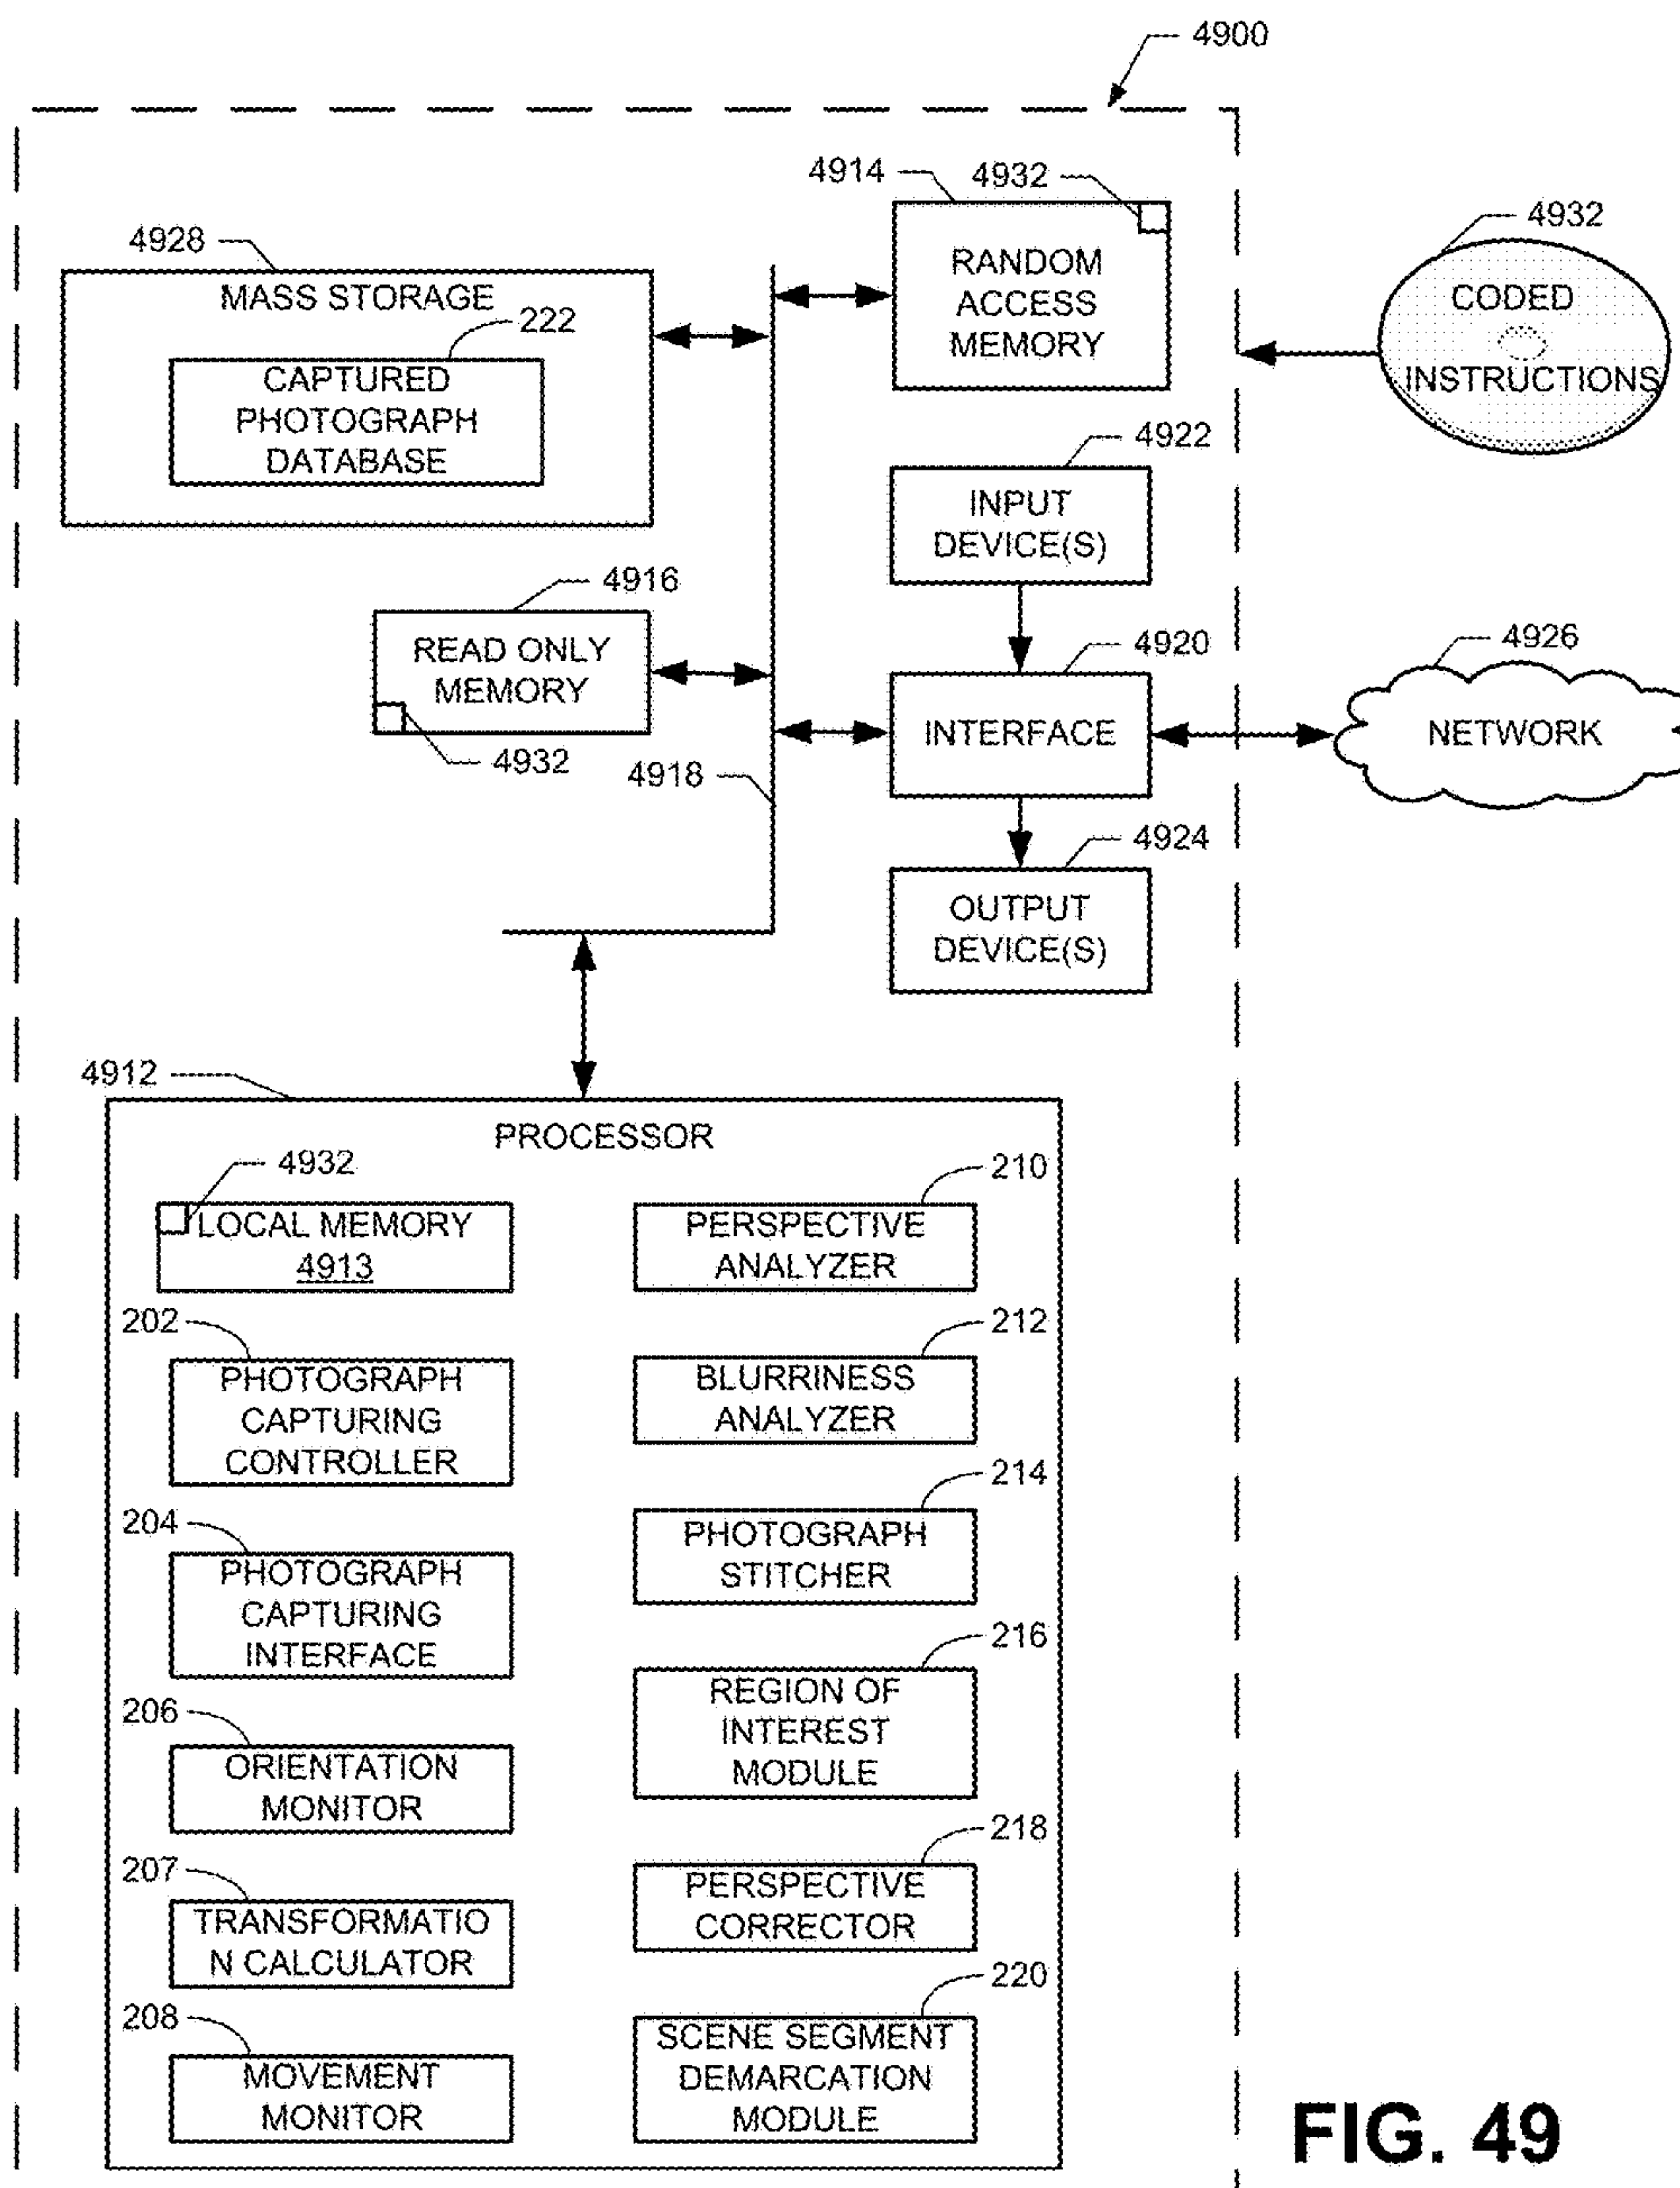 4900
4914
4932
4932
4928
MASS STORAGE
222
CAPTURED
PHOTOGRAPH
DATABASE
RANDOM
ACCESS
MEMORY
CODED
INSTRUCTIONS
4922
INPUT
DEVICE(S)
4916
READ ONLY
MEMORY
4932
4918
4920
INTERFACE
4926
NETWORK
4924
OUTPUT
DEVICE(S)
4912
PROCESSOR
4932
LOCAL MEMORY
4913
202
PHOTOGRAPH
CAPTURING
CONTROLLER
204
PHOTOGRAPH
CAPTURING
INTERFACE
206
ORIENTATION
MONITOR
207
TRANSFORMATIO
N CALCULATOR
208
MOVEMENT
MONITOR
210
PERSPECTIVE
ANALYZER
212
BLURRINESS
ANALYZER
214
PHOTOGRAPH
STITCHER
216
REGION OF
INTEREST
MODULE
218
PERSPECTIVE
CORRECTOR
220
SCENE SEGMENT
DEMARCATION
MODULE
FIG. 49